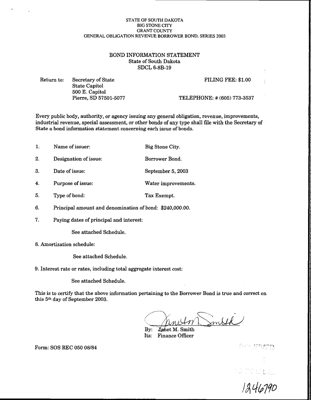 STATE OF SOUTH DAKOTA
BIG STONE CITY
GRANT COUNTY
GENERAL OBLIGATION REVENUE BORROWER BOND, SERIES 2003
BOND INFORMATION STATEMENT
State of South Dakota
SDCL 6-8B-19
Return to: Secretary of State FILING FEE: $1.00
State Capitol
500 E. Capitol
Pierre, SD 57501-5077 TELEPHONE: # (605) 773-3537
Every public body, authority, or agency issuing any general obligation, revenue, improvements,
industrial revenue, special assessment, or other bonds of any type shall file with the Secretary of
State a bond information statement concerning each issue of bonds.
1. Name of issuer: Big Stone City.
2. Designation of issue: Borrower Bond.
3. Date of issue: September 5, 2003
4. Purpose of issue: Water improvements.
5. Type of bond: Tax Exempt.
6. Principal amount and denomination of bond: $240,000.00.
7. Paying dates of principal and interest:
See attached Schedule.
8. Amortization schedule:
See attached Schedule.
9. Interest rate or rates, including total aggregate interest cost:
See attached Schedule.
This is to certify that the above information pertaining to the Borrower Bond is true and correct on
this 5th day of September 2003.
Janet M Smith
By: Janet M. Smith
Its: Finance Officer
Form: SOS REC 050 08/84
1246790